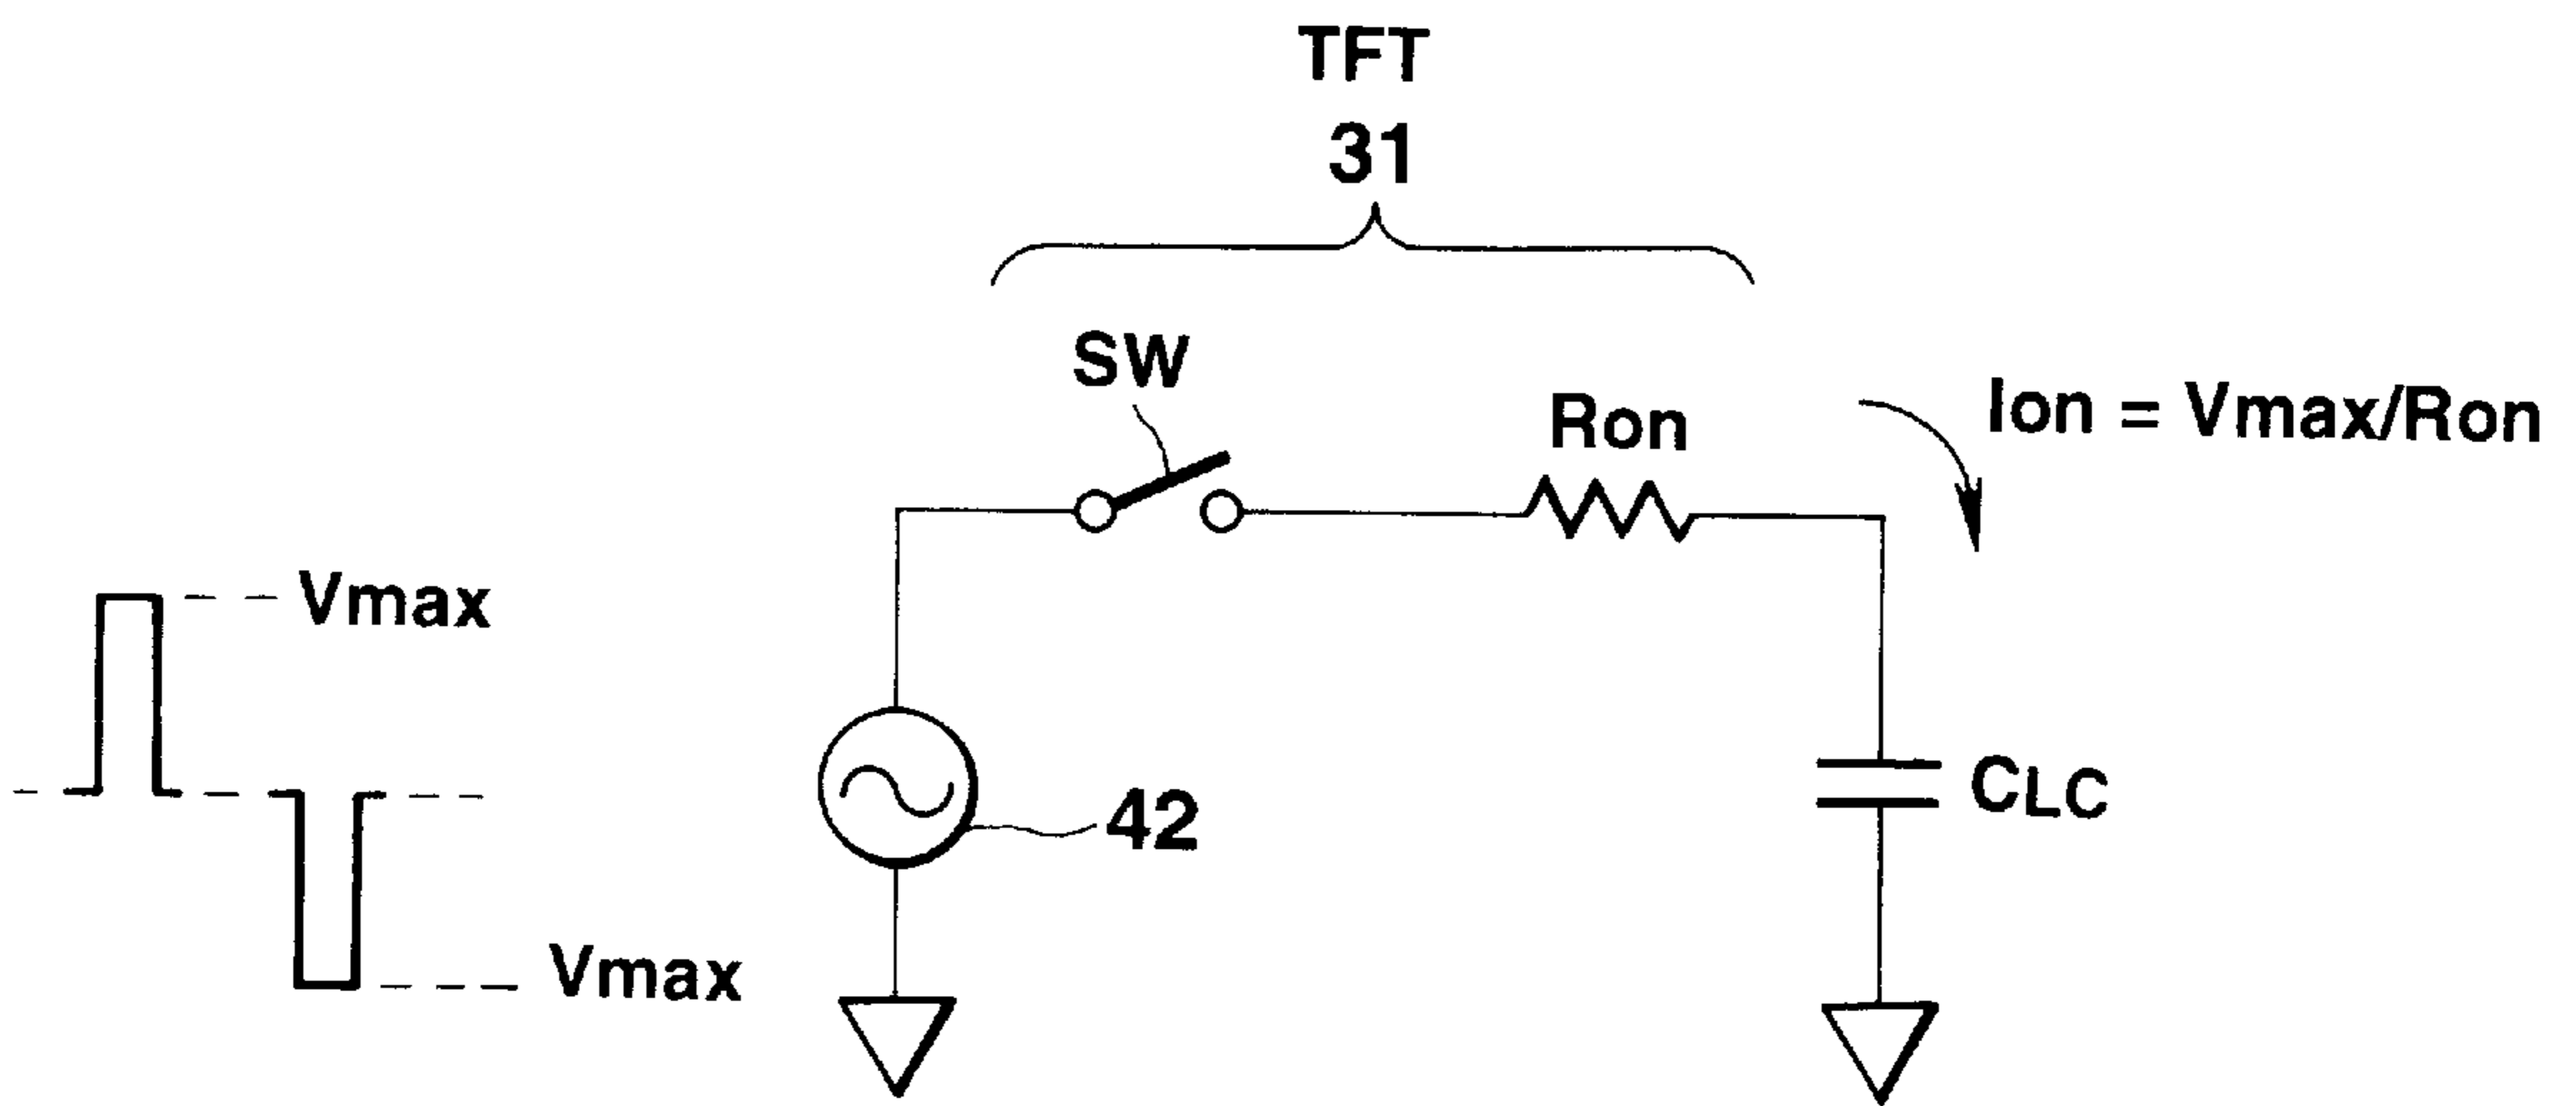 TFT
31
SW
Ron
Ion = Vmax/Ron
Vmax
42
CLC
Vmax